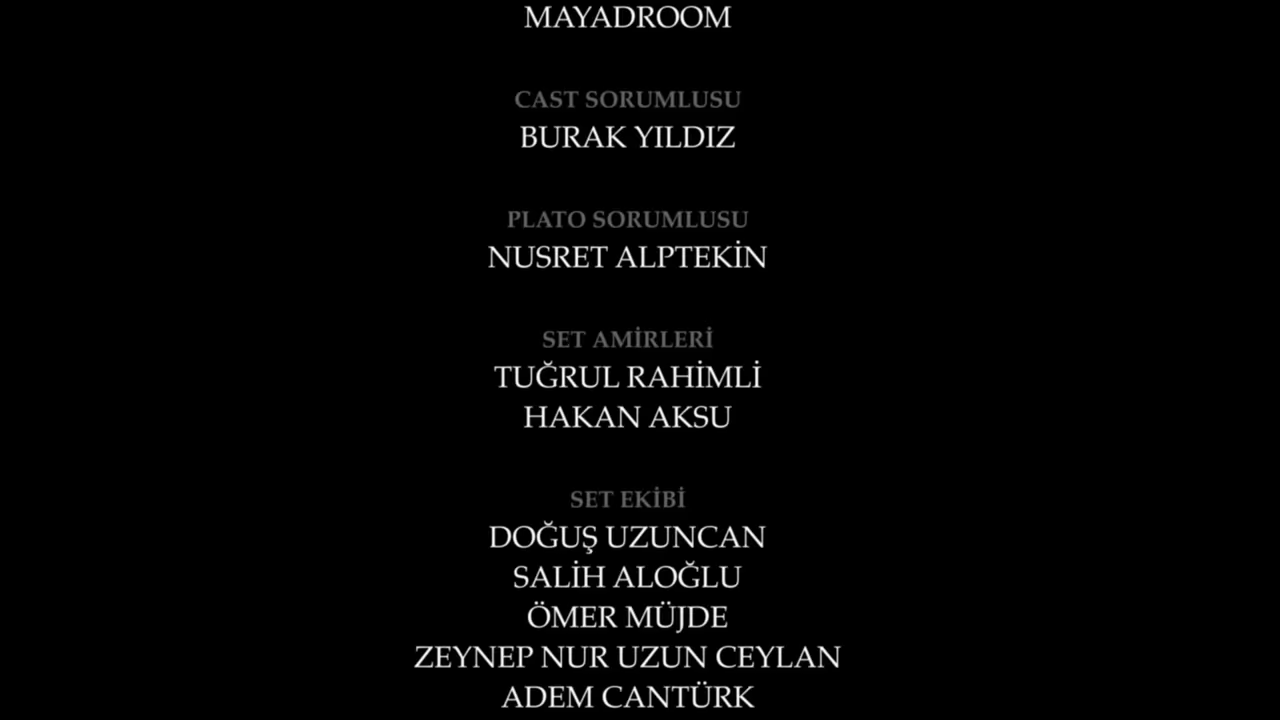 MAYADROOM
CAST SORUMLUSU
BURAK YILDIZ
PLATO SORUMLUSU
NUSRET ALPTEKİN
SET AMİRLERİ
TUĞRUL RAHİMLİ
HAKAN AKSU
SET EKİBİ
DOĞUŞ UZUNCAN
SALİH ALOĞLU
ÖMER MÜJDE
ZEYNEP NUR UZUN CEYLAN
ADEM CANTÜRK